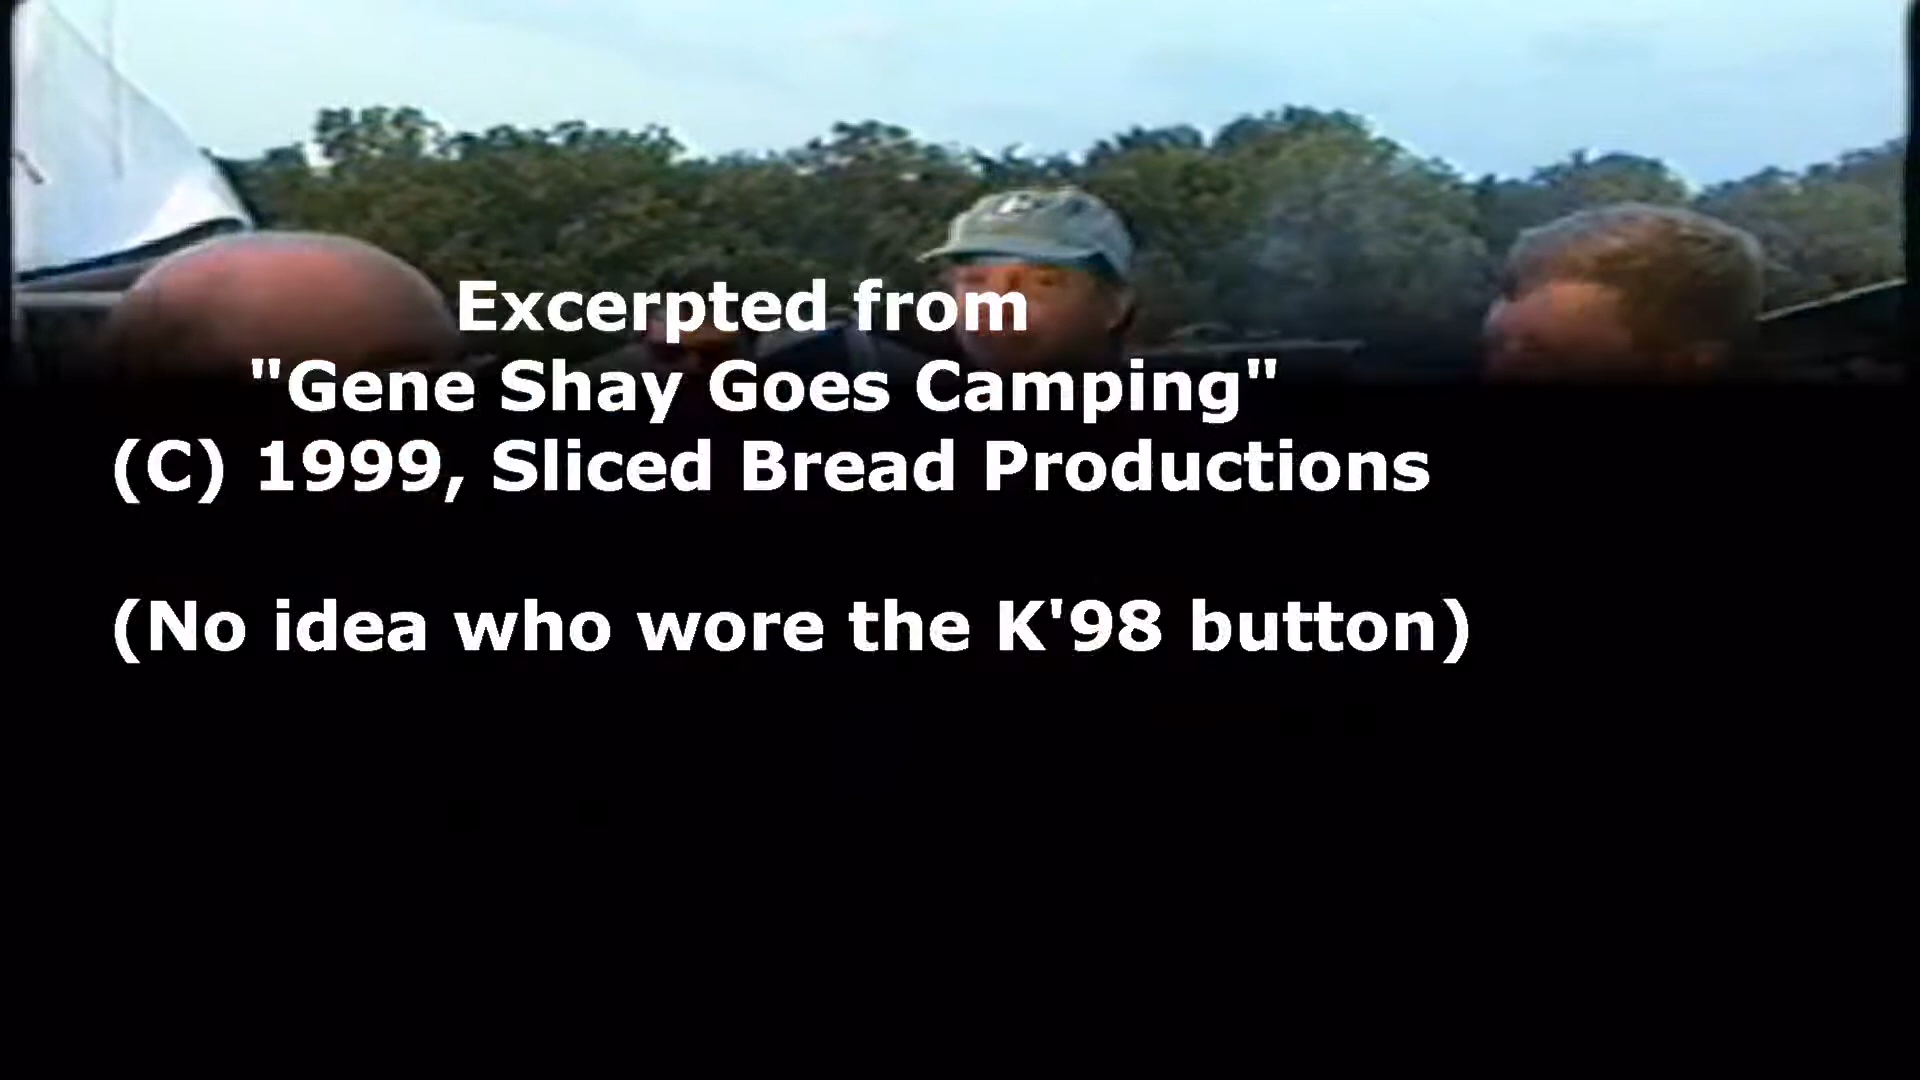 Excerpted from
"Gene Shay Goes Camping"
(C) 1999, Sliced Bread Productions
(No idea who wore the K'98 button)